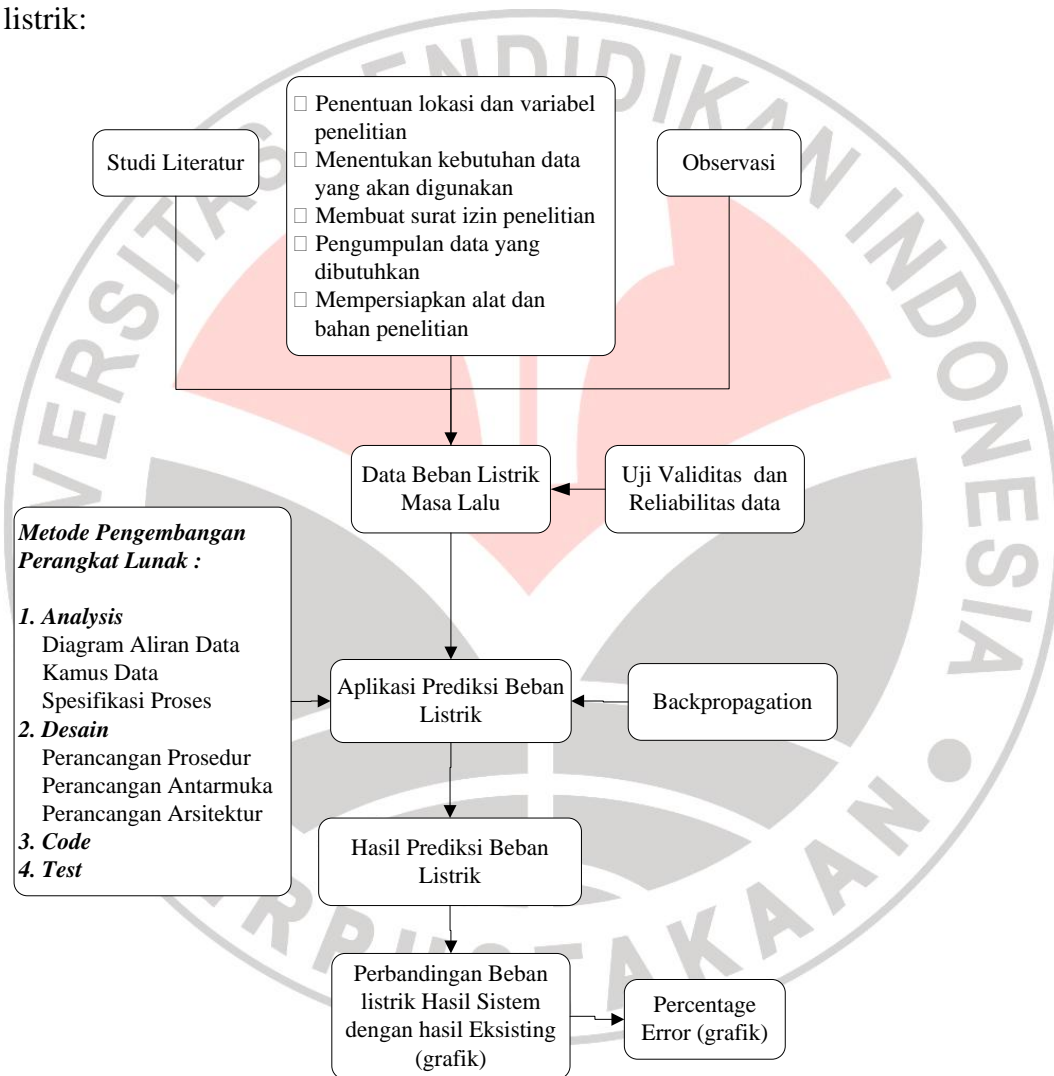 listrik:
Studi Literatur
□ Penentuan lokasi dan variabel
penelitian
□ Menentukan kebutuhan data
yang akan digunakan
□ Membuat surat izin penelitian
□ Pengumpulan data yang
dibutuhkan
□ Mempersiapkan alat dan
bahan penelitian
Observasi
Data Beban Listrik
Masa Lalu
Uji Validitas dan
Reliabilitas data
Metode Pengembangan
Perangkat Lunak :
1. Analysis
Diagram Aliran Data
Kamus Data
Spesifikasi Proses
2. Desain
Perancangan Prosedur
Perancangan Antarmuka
Perancangan Arsitektur
3. Code
4. Test
Aplikasi Prediksi Beban
Listrik
Backpropagation
Hasil Prediksi Beban
Listrik
Perbandingan Beban
listrik Hasil Sistem
dengan hasil Eksisting
(grafik)
Percentage
Error (grafik)